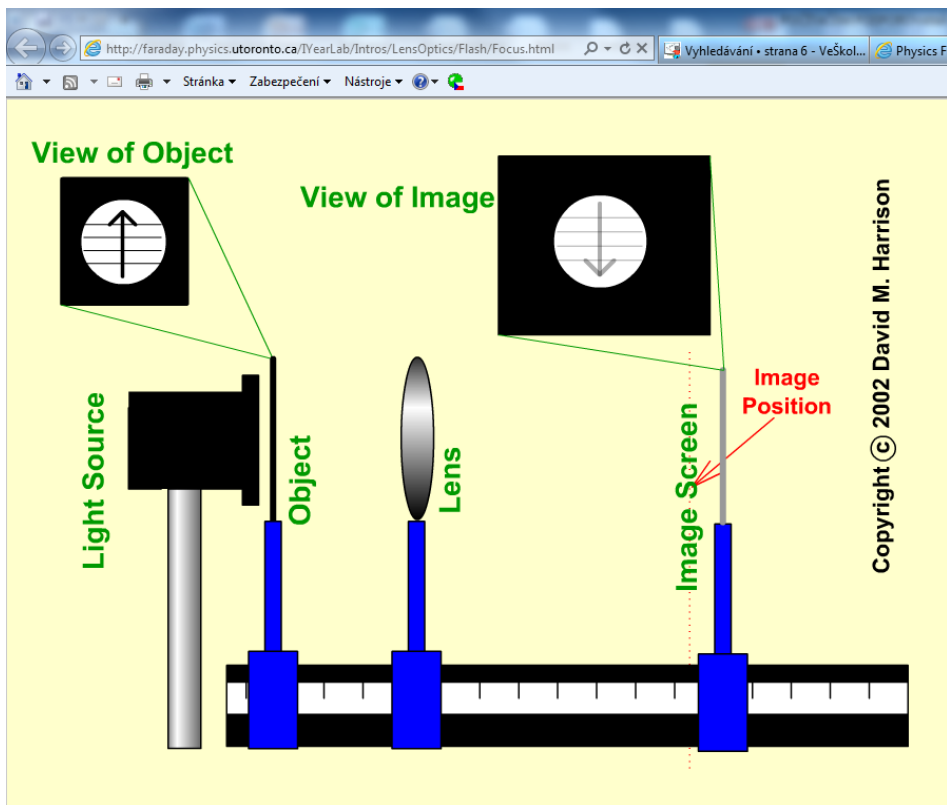 http://faraday.physics.utoronto.ca/IYearLab/Intros/LensOptics/Flash/Focus.html
Vyhledávání • strana 6 - VeŠkol...
Physics F
Stránka
Zabezpečení
Nástroje
View of Object
View of Image
Light Source
Object
Lens
Image Screen
Image
Position
Copyright © 2002 David M. Harrison